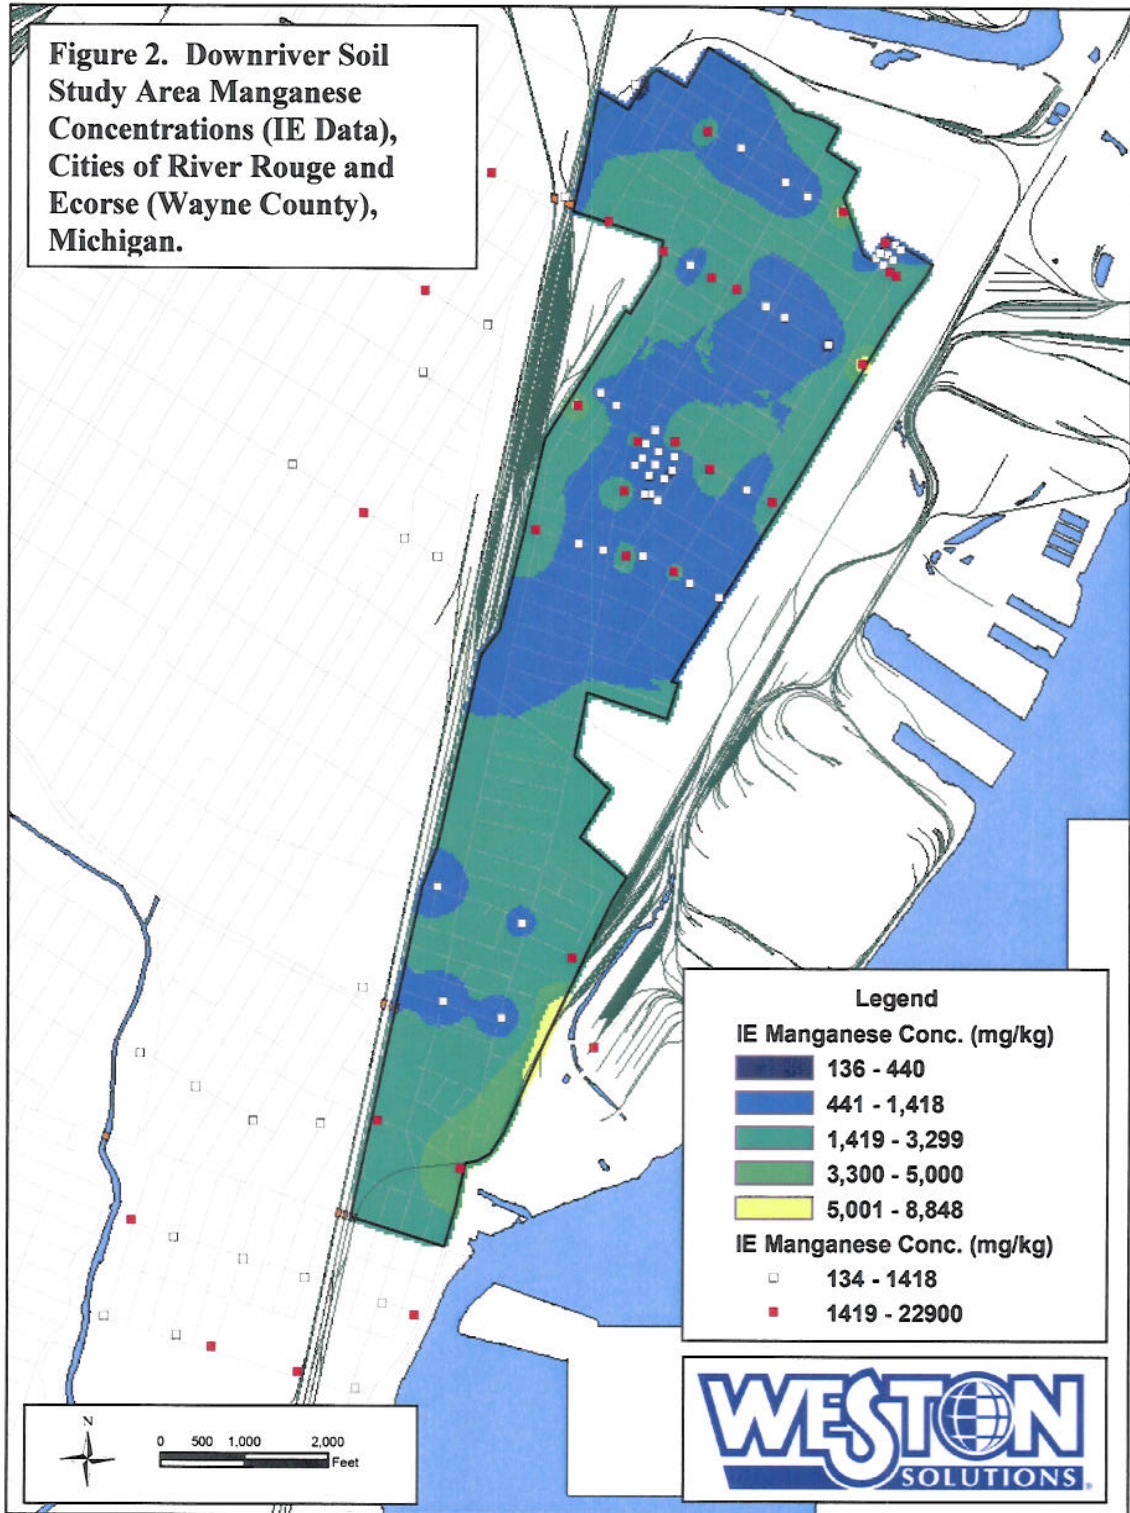 Figure 2. Downriver Soil
Study Area Manganese
Concentrations (IE Data),
Cities of River Rouge and
Ecorse (Wayne County),
Michigan.
Legend
IE Manganese Conc. (mg/kg)
136 - 440
441 - 1,418
1,419 - 3,299
3,300 - 5,000
5,001 - 8,848
IE Manganese Conc. (mg/kg)
134 - 1418
1419 - 22900
N
0 500 1,000 2,000
Feet
WESTON
SOLUTIONS